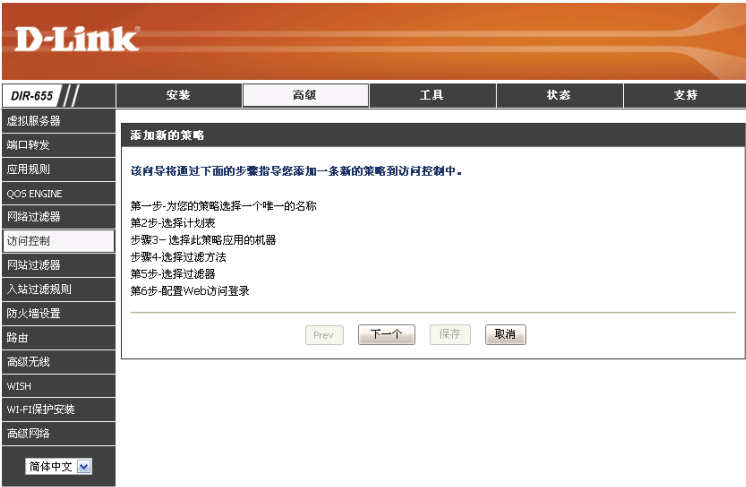 D-Link
DIR-655
安装
高级
工具
状态
支持
虚拟服务器
端口转发
应用规则
QOS ENGINE
网络过滤器
访问控制
网站过滤器
入站过滤规则
防火墙设置
路由
高级无线
WISH
WI-FI保护安装
高级网络
简体中文
添加新的策略
该向导将通过下面的步骤指导您添加一条新的策略到访问控制中。
第一步-为您的策略选择一个唯一的名称
第2步-选择计划表
步骤3– 选择此策略应用的机器
步骤4-选择过滤方法
第5步-选择过滤器
第6步-配置Web访问登录
Prev
下一个
保存
取消